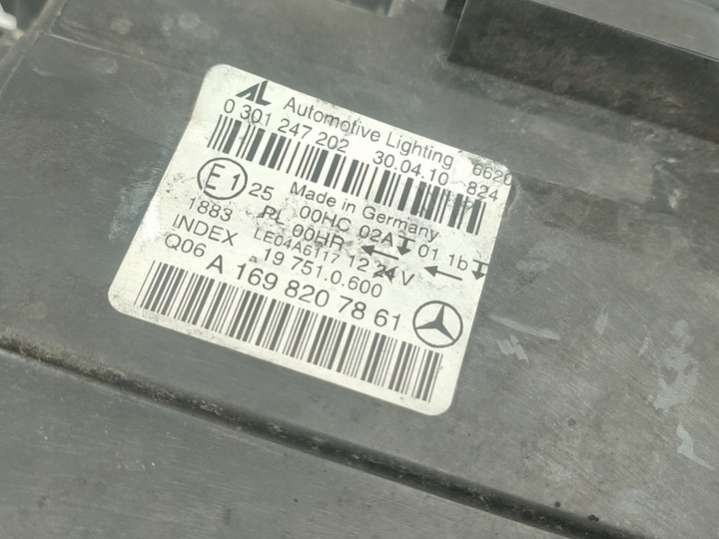 AL Automotive Lighting 6620
0 301 247 202 30.04.10 824
Made in Germany
E1 25 00HC 02A 01 1b
1883 RL 00HR 12 24V
INDEX LE04A6117
Q06 19 751.0.600
A 169 820 78 61